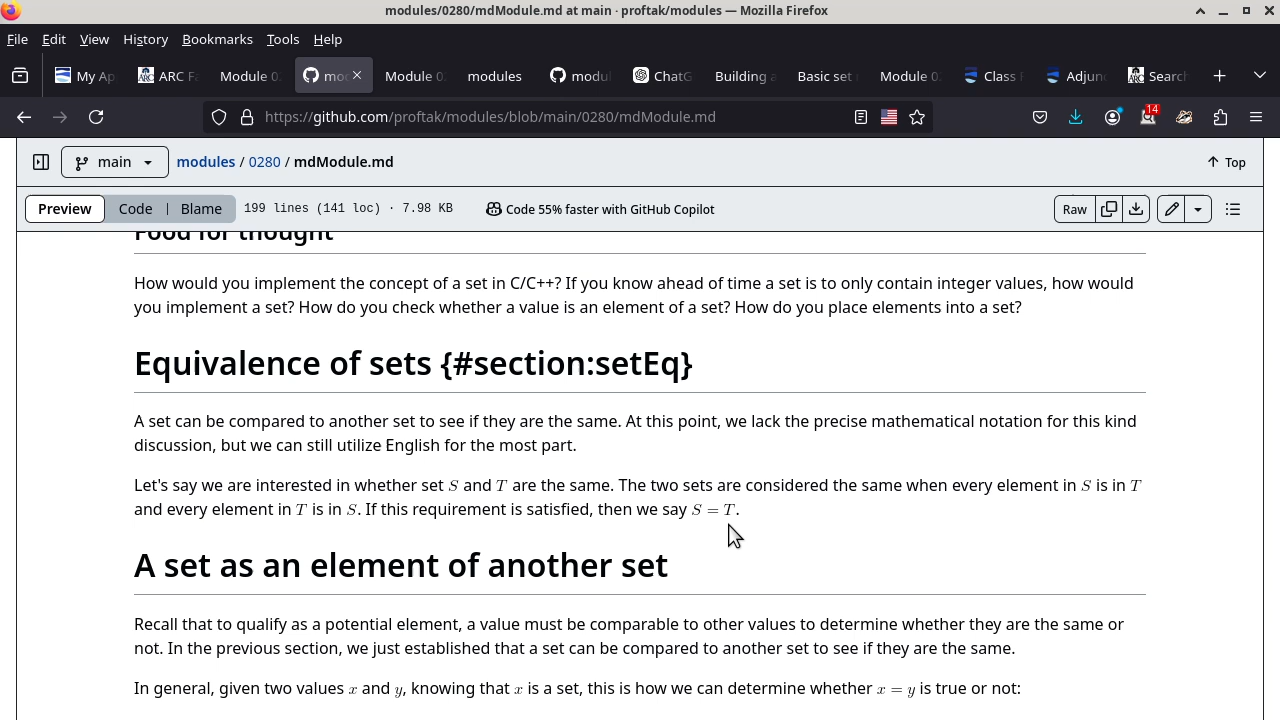 modules/0280/mdModule.md at main · proftak/modules — Mozilla Firefox
File Edit View History Bookmarks Tools Help
My Ap ARC Fa Module 02 mod Module 02 modules modul ChatG Building a Basic set Module 02 Class Adjun Search
https://github.com/proftak/modules/blob/main/0280/mdModule.md 14
main modules / 0280 / mdModule.md Top
Preview Code Blame 199 lines (141 loc) · 7.98 KB Code 55% faster with GitHub Copilot Raw
Food for thought
How would you implement the concept of a set in C/C++? If you know ahead of time a set is to only contain integer values, how would
you implement a set? How do you check whether a value is an element of a set? How do you place elements into a set?
Equivalence of sets {#section:setEq}
A set can be compared to another set to see if they are the same. At this point, we lack the precise mathematical notation for this kind
discussion, but we can still utilize English for the most part.
Let's say we are interested in whether set S and T are the same. The two sets are considered the same when every element in S is in T
and every element in T is in S. If this requirement is satisfied, then we say S = T.
A set as an element of another set
Recall that to qualify as a potential element, a value must be comparable to other values to determine whether they are the same or
not. In the previous section, we just established that a set can be compared to another set to see if they are the same.
In general, given two values x and y, knowing that x is a set, this is how we can determine whether x = y is true or not: